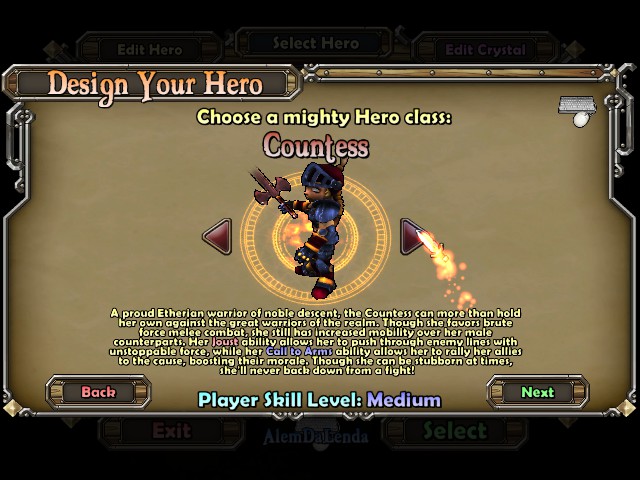 Edit Hero
Select Hero
Edit Crystal
Design Your Hero
Choose a mighty Hero class:
Countess
A proud Etherian warrior of noble descent, the Countess can more than hold
her own against the great warriors of the realm. Though she favors brute
force melee combat, she still has increased mobility over her male
counterparts. Her Joust ability allows her to push through enemy lines with
unstoppable force, while her Call to Arms ability allows her to rally her allies
to the cause, boosting their morale. Though she can be stubborn at times,
she'll never back down from a fight!
Back
Player Skill Level: Medium
Next
Exit
AlemDaLenda
Select